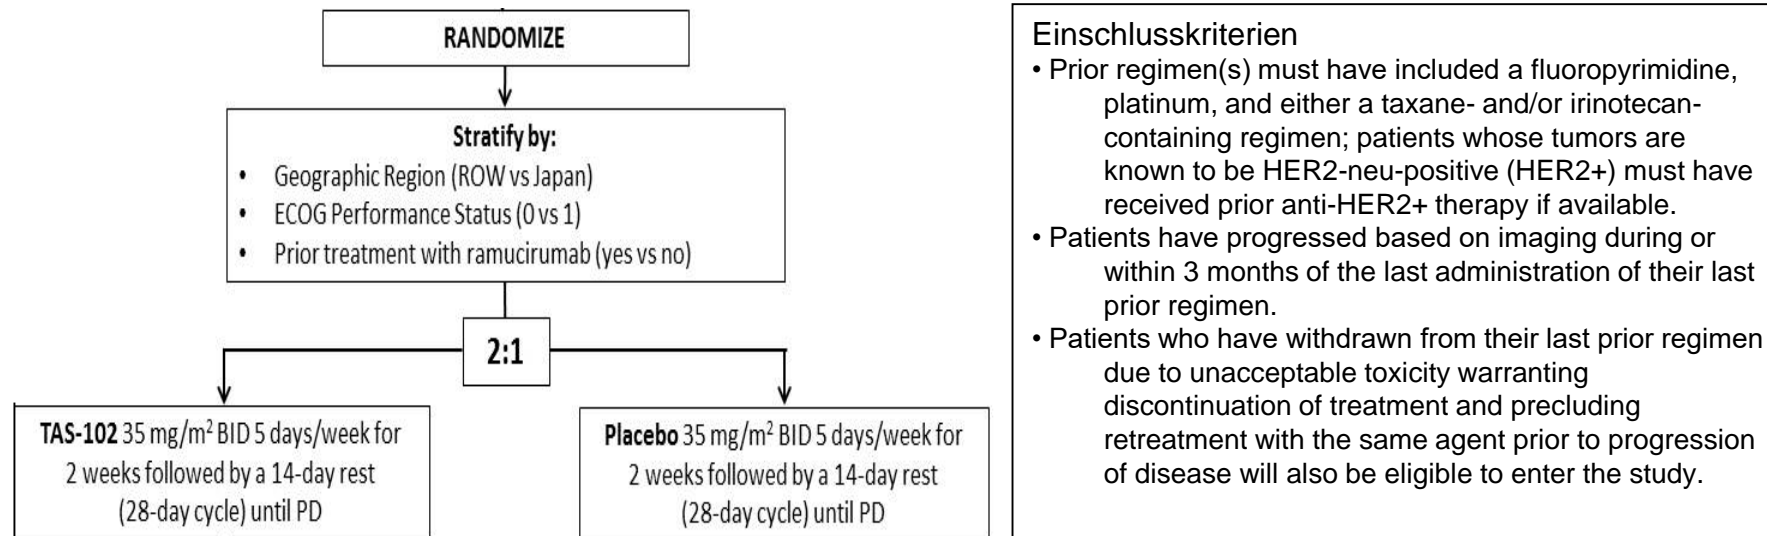 RANDOMIZE
Stratify by:
• Geographic Region (ROW vs Japan)
• ECOG Performance Status (0 vs 1)
• Prior treatment with ramucirumab (yes vs no)
2:1
TAS-102 35 mg/m² BID 5 days/week for
2 weeks followed by a 14-day rest
(28-day cycle) until PD
Placebo 35 mg/m² BID 5 days/week for
2 weeks followed by a 14-day rest
(28-day cycle) until PD
Einschlusskriterien
• Prior regimen(s) must have included a fluoropyrimidine,
platinum, and either a taxane- and/or irinotecan-
containing regimen; patients whose tumors are
known to be HER2-neu-positive (HER2+) must have
received prior anti-HER2+ therapy if available.
• Patients have progressed based on imaging during or
within 3 months of the last administration of their last
prior regimen.
• Patients who have withdrawn from their last prior regimen
due to unacceptable toxicity warranting
discontinuation of treatment and precluding
retreatment with the same agent prior to progression
of disease will also be eligible to enter the study.